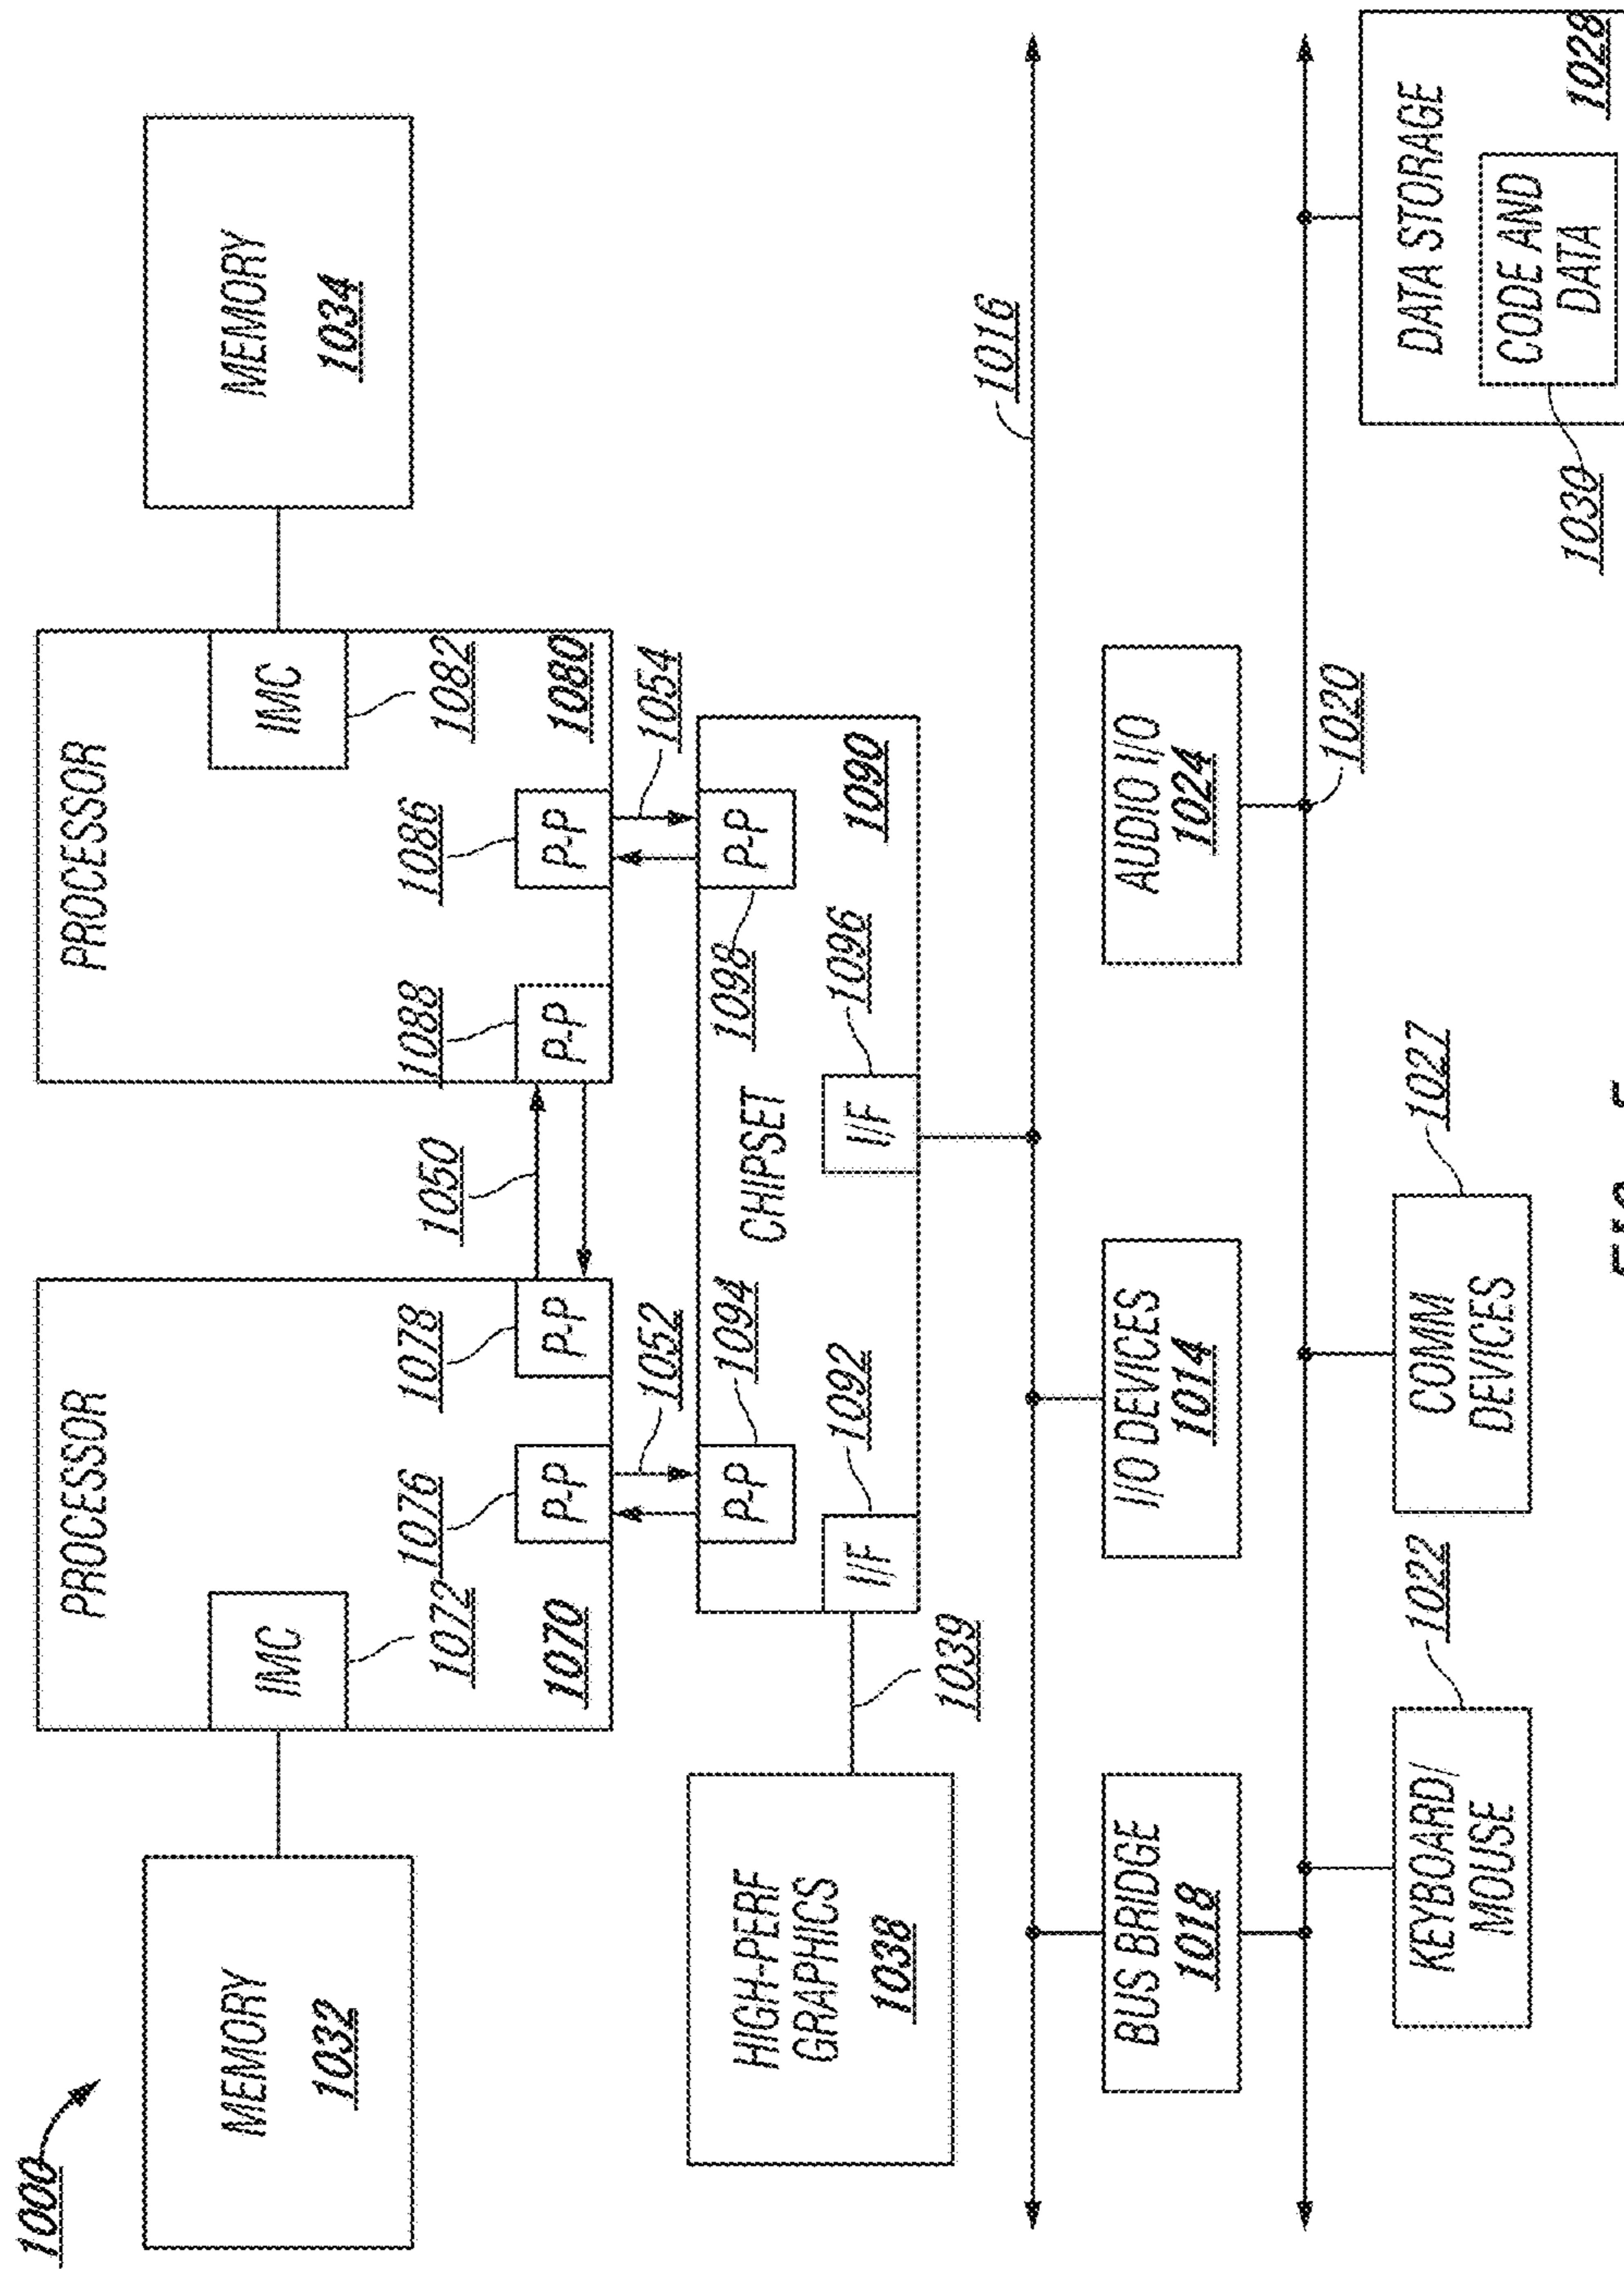 1000
PROCESSOR
PROCESSOR
MEMORY
1032
IMC
1072
1076
1078
1050
1088
1086
IMC
1082
MEMORY
1034
1070
P-P
P-P
P-P
P-P
1080
1052
1054
HIGH-PERF
GRAPHICS
1038
1039
P-P
1094
CHIPSET
1098
P-P
1090
I/F
1092
I/F
1096
1016
BUS BRIDGE
1018
I/O DEVICES
1014
AUDIO I/O
1024
1020
KEYBOARD/
MOUSE
1022
COMM
DEVICES
1027
DATA STORAGE
CODE AND
DATA
1030
1028